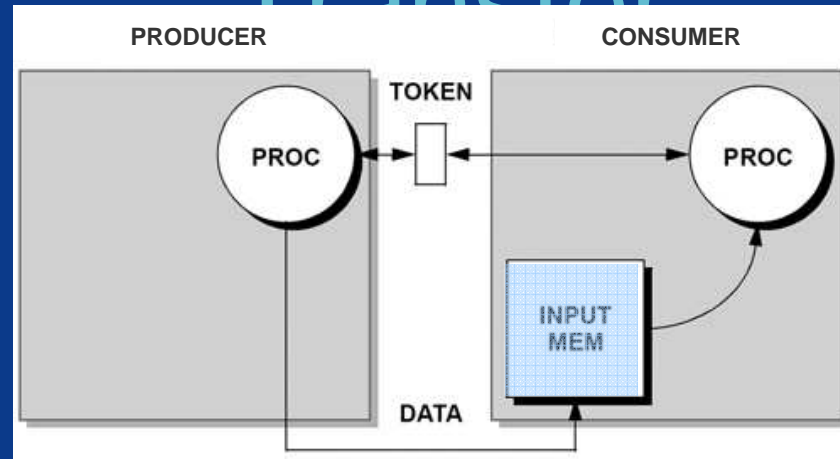 PRODUCER
CONSUMER
TOKEN
PROC
PROC
INPUT
MEM
DATA